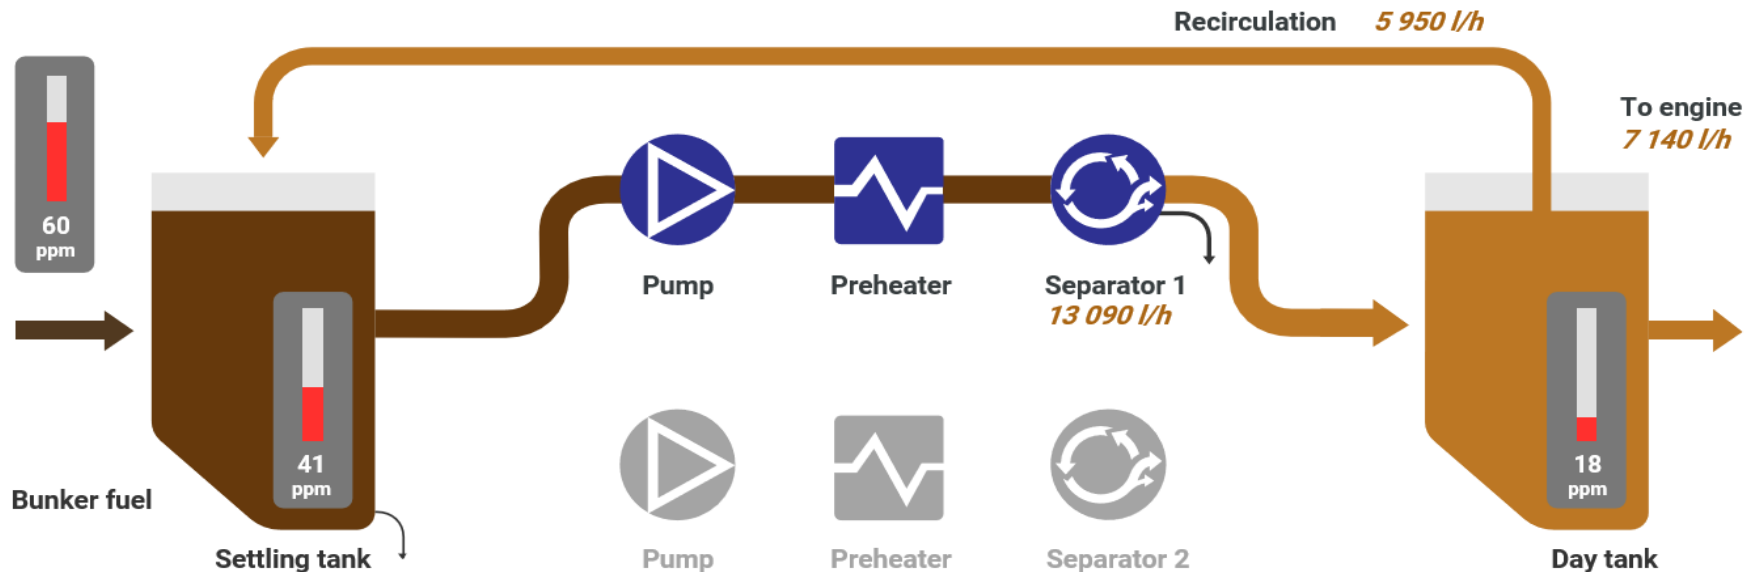 Recirculation 5 950 l/h
To engine
7 140 l/h
60
ppm
Pump
Preheater
Separator 1
13 090 l/h
41
ppm
18
ppm
Bunker fuel
Settling tank
Pump
Preheater
Separator 2
Day tank